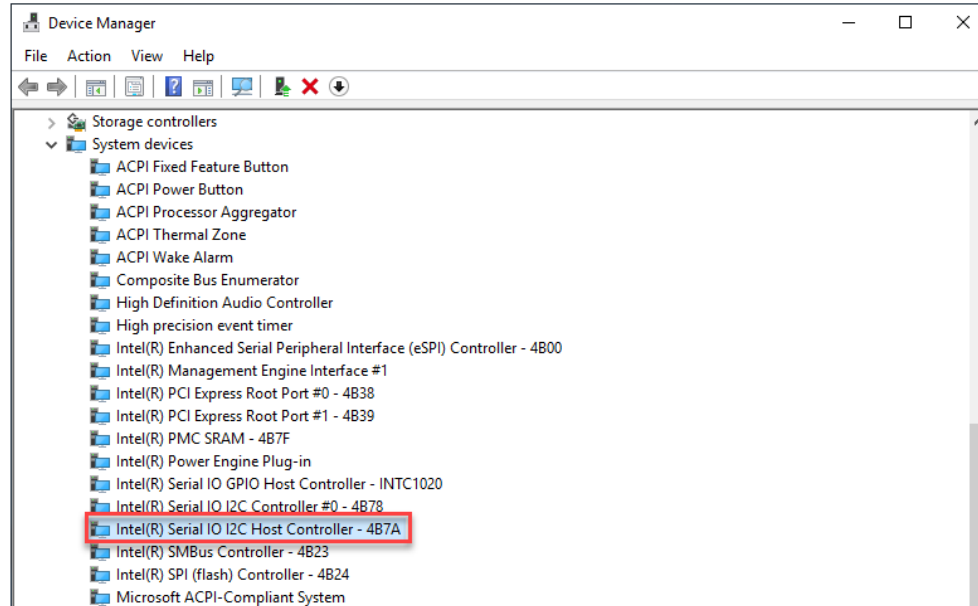 Device Manager
File Action View Help
Storage controllers
System devices
ACPI Fixed Feature Button
ACPI Power Button
ACPI Processor Aggregator
ACPI Thermal Zone
ACPI Wake Alarm
Composite Bus Enumerator
High Definition Audio Controller
High precision event timer
Intel(R) Enhanced Serial Peripheral Interface (eSPI) Controller - 4B00
Intel(R) Management Engine Interface #1
Intel(R) PCI Express Root Port #0 - 4B38
Intel(R) PCI Express Root Port #1 - 4B39
Intel(R) PMC SRAM - 4B7F
Intel(R) Power Engine Plug-in
Intel(R) Serial IO GPIO Host Controller - INTC1020
Intel(R) Serial IO I2C Controller #0 - 4B78
Intel(R) Serial IO I2C Host Controller - 4B7A
Intel(R) SMBus Controller - 4B23
Intel(R) SPI (flash) Controller - 4B24
Microsoft ACPI-Compliant System